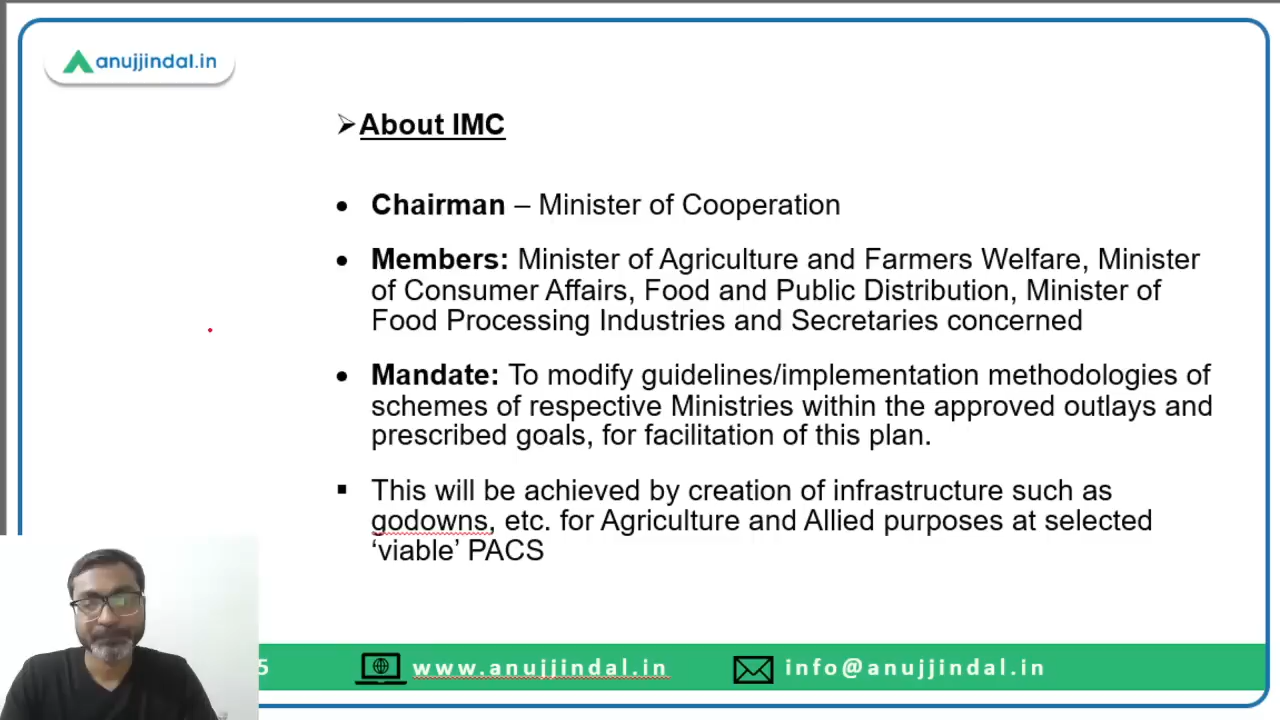 anujjindal.in
➢About IMC
• Chairman – Minister of Cooperation
• Members: Minister of Agriculture and Farmers Welfare, Minister
of Consumer Affairs, Food and Public Distribution, Minister of
Food Processing Industries and Secretaries concerned
• Mandate: To modify guidelines/implementation methodologies of
schemes of respective Ministries within the approved outlays and
prescribed goals, for facilitation of this plan.
▪ This will be achieved by creation of infrastructure such as
godowns, etc. for Agriculture and Allied purposes at selected
‘viable’ PACS
5 www.anujjindal.in info@anujjindal.in